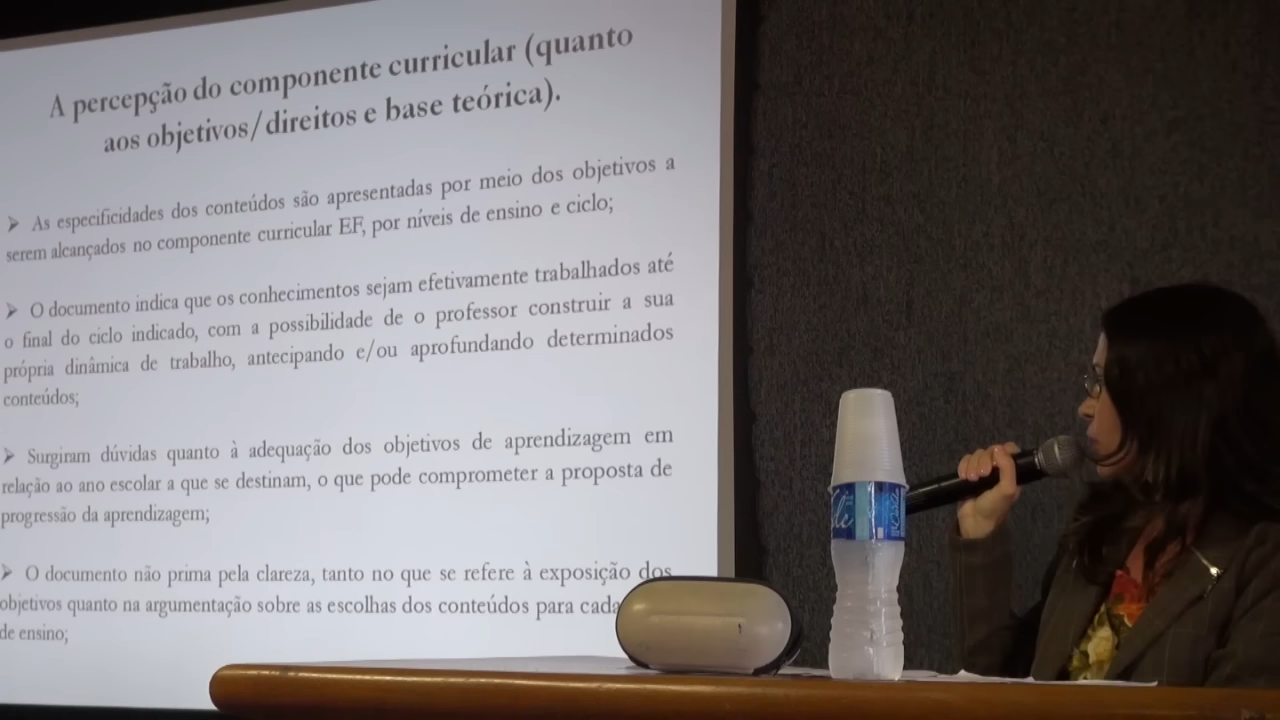 A percepção do componente curricular (quanto
aos objetivos/direitos e base teórica).
➤ As especificidades dos conteúdos são apresentadas por meio dos objetivos a
serem alcançados no componente curricular EF, por níveis de ensino e ciclo;
➤ O documento indica que os conhecimentos sejam efetivamente trabalhados até
o final do ciclo indicado, com a possibilidade de o professor construir a sua
própria dinâmica de trabalho, antecipando e/ou aprofundando determinados
conteúdos;
➤ Surgiram dúvidas quanto à adequação dos objetivos de aprendizagem em
relação ao ano escolar a que se destinam, o que pode comprometer a proposta de
progressão da aprendizagem;
➤ O documento não prima pela clareza, tanto no que se refere à exposição dos
objetivos quanto na argumentação sobre as escolhas dos conteúdos para cada
de ensino;